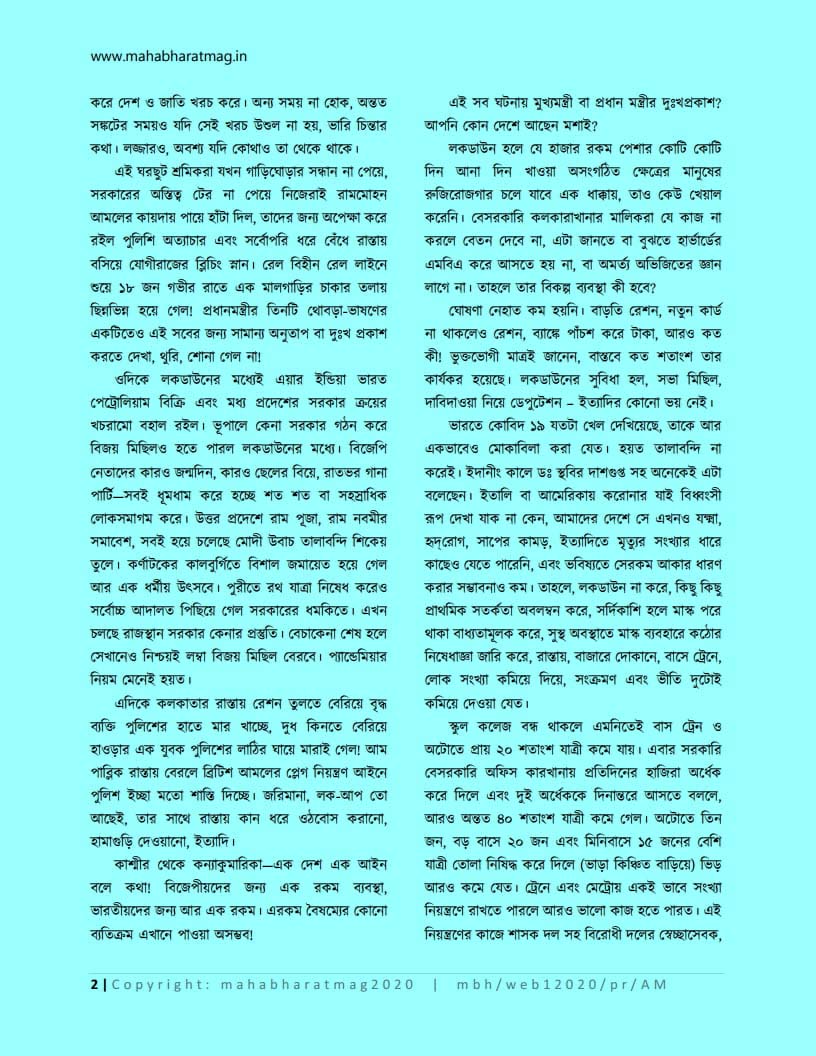 www.mahabharatmag.in
করে দেশ ও জাতি খরচ করে। অন্য সময় না হোক, অন্তত
সঙ্কটের সময়ও যদি সেই খরচ উশুল না হয়, ভারি চিন্তার
কথা। লজ্জারও, অবশ্য যদি কোথাও তা থেকে থাকে।
এই ঘরছুট শ্রমিকরা যখন গাড়িঘোড়ার সন্ধান না পেয়ে,
সরকারের অস্তিত্ব টের না পেয়ে নিজেরাই রামমোহন
আমলের কায়দায় পায়ে হাঁটা দিল, তাদের জন্য অপেক্ষা করে
রইল পুলিশি অত্যাচার এবং সর্বোপরি ধরে বেঁধে রাস্তায়
বসিয়ে যোগীরাজের ব্লিচিং স্নান। রেল বিহীন রেল লাইনে
শুয়ে ১৮ জন গভীর রাতে এক মালগাড়ির চাকার তলায়
ছিন্নভিন্ন হয়ে গেল! প্রধানমন্ত্রীর তিনটি থোবড়া-ভাষণের
একটিতেও এই সবের জন্য সামান্য অনুতাপ বা দুঃখ প্রকাশ
করতে দেখা, থুরি, শোনা গেল না!
ওদিকে লকডাউনের মধ্যেই এয়ার ইন্ডিয়া ভারত
পেট্রোলিয়াম বিক্রি এবং মধ্য প্রদেশের সরকার ক্রয়ের
খচরামো বহাল রইল। ভূপালে কেনা সরকার গঠন করে
বিজয় মিছিলও হতে পারল লকডাউনের মধ্যে। বিজেপি
নেতাদের কারও জন্মদিন, কারও ছেলের বিয়ে, রাতভর গানা
পার্টি—সবই ধূমধাম করে হচ্ছে শত শত বা সহস্রাধিক
লোকসমাগম করে। উত্তর প্রদেশে রাম পূজা, রাম নবমীর
সমাবেশ, সবই হয়ে চলেছে মোদী উবাচ তালাবন্দি শিকেয়
তুলে। কর্ণাটকের কালবুর্গিতে বিশাল জমায়েত হয়ে গেল
আর এক ধর্মীয় উৎসবে। পুরীতে রথ যাত্রা নিষেধ করেও
সর্বোচ্চ আদালত পিছিয়ে গেল সরকারের ধমকিতে। এখন
চলছে রাজস্থান সরকার কেনার প্রস্তুতি। বেচাকেনা শেষ হলে
সেখানেও নিশ্চয়ই লম্বা বিজয় মিছিল বেরবে। প্যান্ডেমিয়ার
নিয়ম মেনেই হয়ত।
এদিকে কলকাতার রাস্তায় রেশন তুলতে বেরিয়ে বৃদ্ধ
ব্যক্তি পুলিশের হাতে মার খাচ্ছে, দুধ কিনতে বেরিয়ে
হাওড়ার এক যুবক পুলিশের লাঠির ঘায়ে মারাই গেল! আম
পাব্লিক রাস্তায় বেরলে ব্রিটিশ আমলের প্লেগ নিয়ন্ত্রণ আইনে
পুলিশ ইচ্ছা মতো শাস্তি দিচ্ছে। জরিমানা, লক-আপ তো
আছেই, তার সাথে রাস্তায় কান ধরে ওঠবোস করানো,
হামাগুড়ি দেওয়ানো, ইত্যাদি।
কাশ্মীর থেকে কন্যাকুমারিকা—এক দেশ এক আইন
বলে কথা! বিজেপীয়দের জন্য এক রকম ব্যবস্থা,
ভারতীয়দের জন্য আর এক রকম। এরকম বৈষম্যের কোনো
ব্যতিক্রম এখানে পাওয়া অসম্ভব!
এই সব ঘটনায় মুখ্যমন্ত্রী বা প্রধান মন্ত্রীর দুঃখপ্রকাশ?
আপনি কোন দেশে আছেন মশাই?
লকডাউন হলে যে হাজার রকম পেশার কোটি কোটি
দিন আনা দিন খাওয়া অসংগঠিত ক্ষেত্রের মানুষের
রুজিরোজগার চলে যাবে এক ধাক্কায়, তাও কেউ খেয়াল
করেনি। বেসরকারি কলকারাখানার মালিকরা যে কাজ না
করলে বেতন দেবে না, এটা জানতে বা বুঝতে হার্ভার্ডের
এমবিএ করে আসতে হয় না, বা অমর্ত্য অভিজিতের জ্ঞান
লাগে না। তাহলে তার বিকল্প ব্যবস্থা কী হবে?
ঘোষণা নেহাত কম হয়নি। বাড়তি রেশন, নতুন কার্ড
না থাকলেও রেশন, ব্যাঙ্কে পাঁচশ করে টাকা, আরও কত
কী! ভুক্তভোগী মাত্রই জানেন, বাস্তবে কত শতাংশ তার
কার্যকর হয়েছে। লকডাউনের সুবিধা হল, সভা মিছিল,
দাবিদাওয়া নিয়ে ডেপুটেশন – ইত্যাদির কোনো ভয় নেই।
ভারতে কোবিদ ১৯ যতটা খেল দেখিয়েছে, তাকে আর
একভাবেও মোকাবিলা করা যেত। হয়ত তালাবন্দি না
করেই। ইদানীং কালে ডঃ স্থবির দাশগুপ্ত সহ অনেকেই এটা
বলেছেন। ইতালি বা আমেরিকায় করোনার যাই বিধ্বংসী
রূপ দেখা যাক না কেন, আমাদের দেশে সে এখনও যক্ষ্মা,
হৃদ্‌রোগ, সাপের কামড়, ইত্যাদিতে মৃত্যুর সংখ্যার ধারে
কাছেও যেতে পারেনি, এবং ভবিষ্যতে সেরকম আকার ধারণ
করার সম্ভাবনাও কম। তাহলে, লকডাউন না করে, কিছু কিছু
প্রাথমিক সতর্কতা অবলম্বন করে, সর্দিকাশি হলে মাস্ক পরে
থাকা বাধ্যতামূলক করে, সুস্থ অবস্থাতে মাস্ক ব্যবহারে কঠোর
নিষেধাজ্ঞা জারি করে, রাস্তায়, বাজারে দোকানে, বাসে ট্রেনে,
লোক সংখ্যা কমিয়ে দিয়ে, সংক্রমণ এবং ভীতি দুটোই
কমিয়ে দেওয়া যেত।
স্কুল কলেজ বন্ধ থাকলে এমনিতেই বাস ট্রেন ও
অটোতে প্রায় ২০ শতাংশ যাত্রী কমে যায়। এবার সরকারি
বেসরকারি অফিস কারখানায় প্রতিদিনের হাজিরা অর্ধেক
করে দিলে এবং দুই অর্ধেককে দিনান্তরে আসতে বললে,
আরও অন্তত ৪০ শতাংশ যাত্রী কমে গেল। অটোতে তিন
জন, বড় বাসে ২০ জন এবং মিনিবাসে ১৫ জনের বেশি
যাত্রী তোলা নিষিদ্ধ করে দিলে (ভাড়া কিঞ্চিত বাড়িয়ে) ভিড়
আরও কমে যেত। ট্রেনে এবং মেট্রোয় একই ভাবে সংখ্যা
নিয়ন্ত্রণে রাখতে পারলে আরও ভালো কাজ হতে পারত। এই
নিয়ন্ত্রণের কাজে শাসক দল সহ বিরোধী দলের স্বেচ্ছাসেবক,
2 | Copyright: mahabharatmag2020 | mbh/web12020/pr/AM